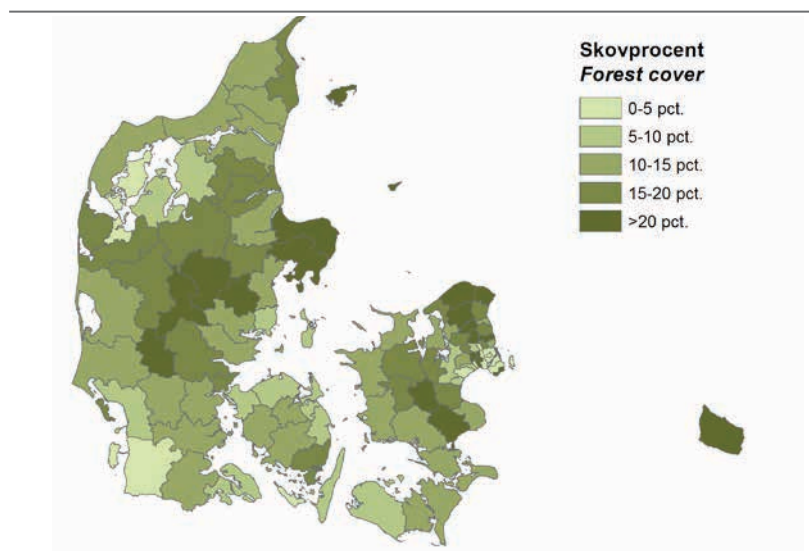 Skovprocent
Forest cover
0-5 pct.
5-10 pct.
10-15 pct.
15-20 pct.
>20 pct.